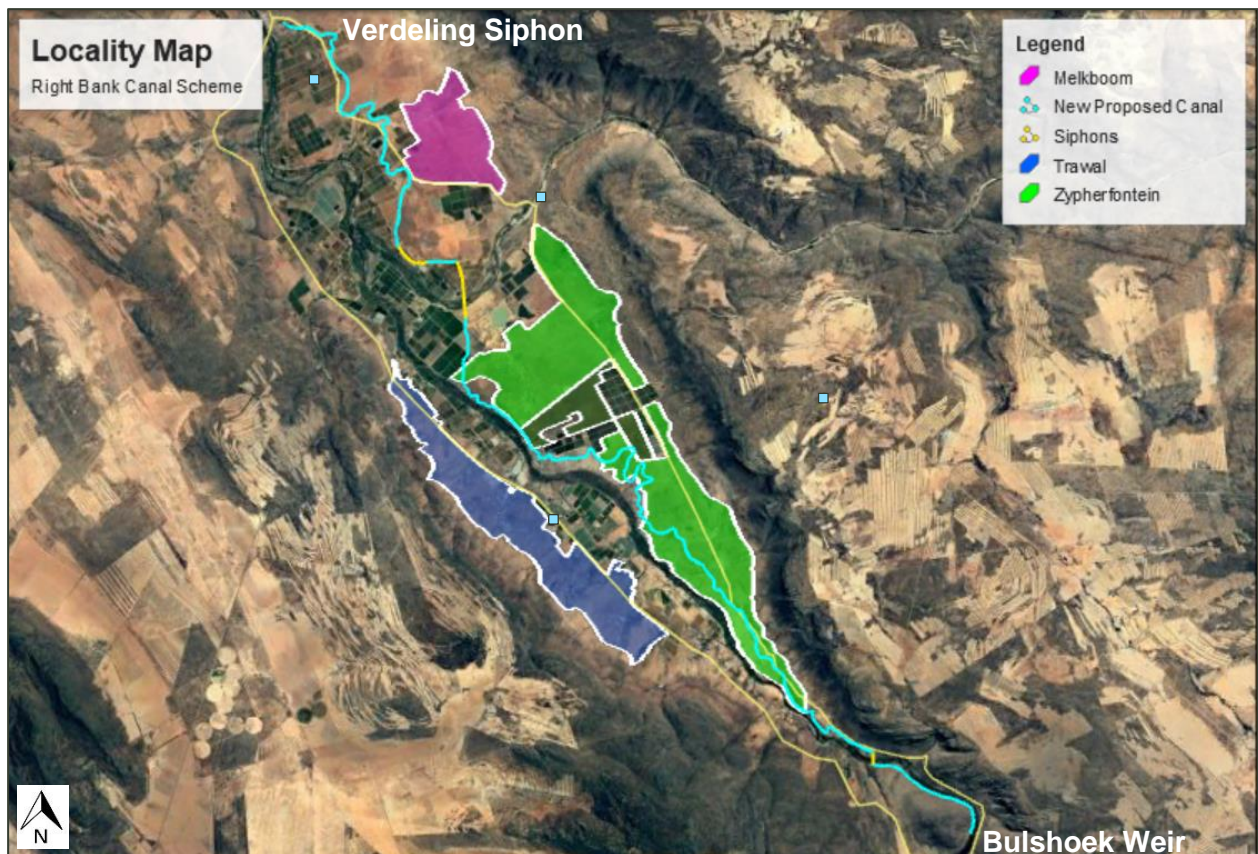 Locality Map
Right Bank Canal Scheme
Verdeling Siphon
Legend
Melkboom
New Proposed Canal
Siphons
Trawal
Zypherfontein
N
Bulshoek Weir